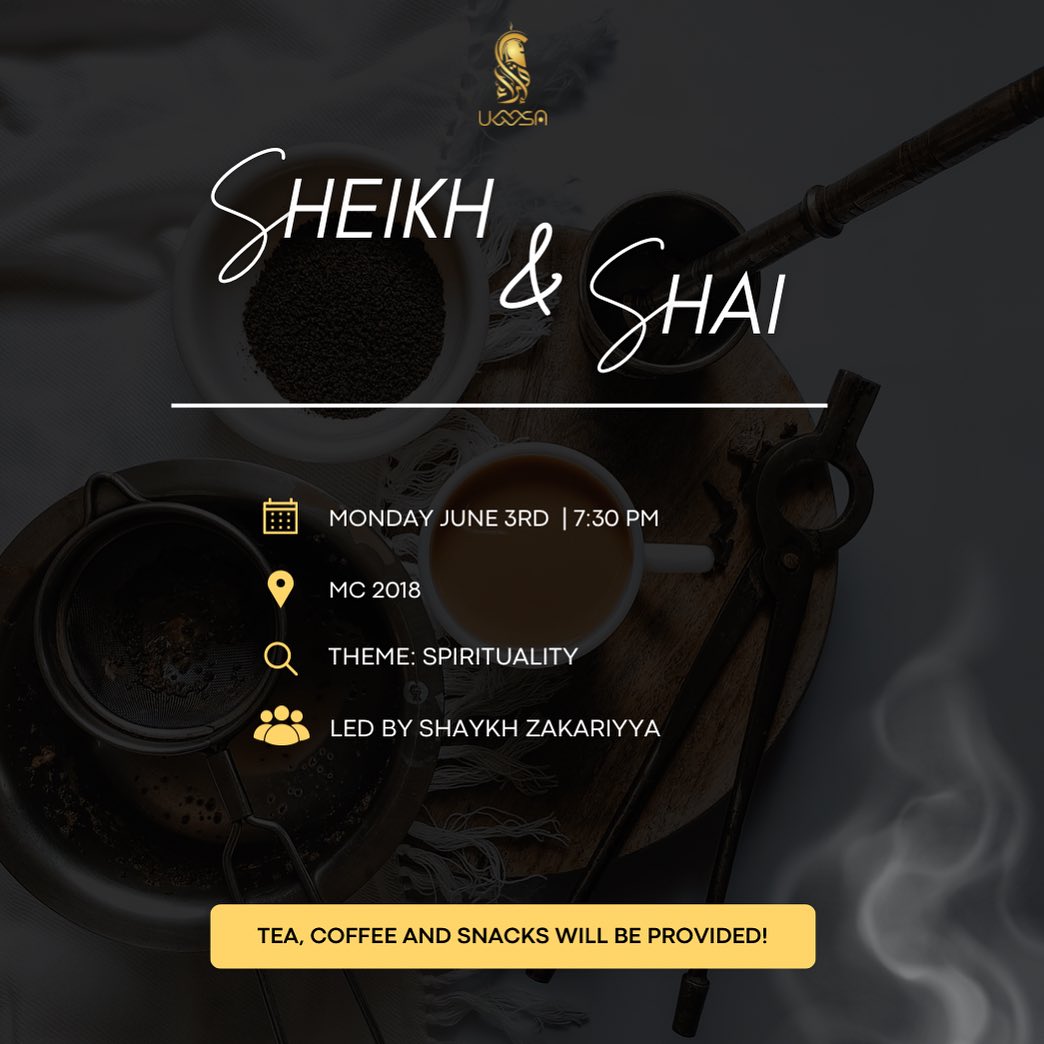 SHEIKH
& SHAI
MONDAY JUNE 3RD | 7:30 PM
MC 2018
THEME: SPIRITUALITY
LED BY SHAYKH ZAKARIYYA
TEA, COFFEE AND SNACKS WILL BE PROVIDED!